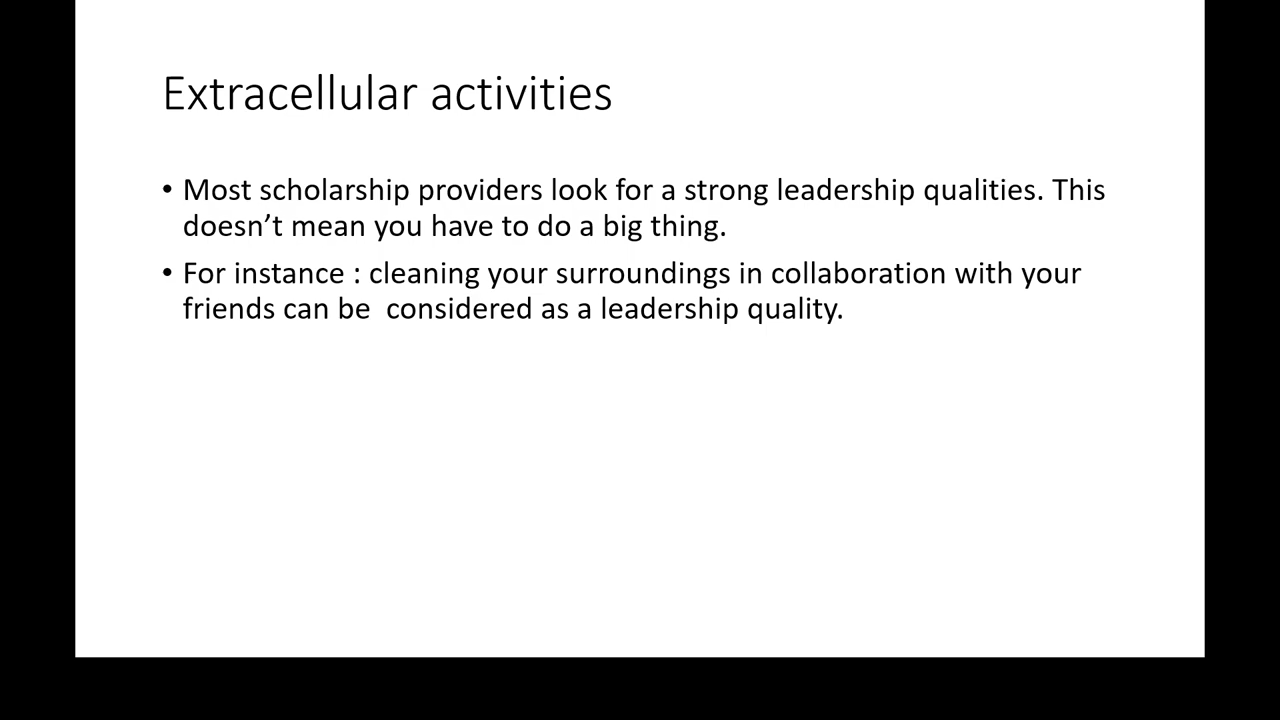 Extracellular activities
• Most scholarship providers look for a strong leadership qualities. This
doesn’t mean you have to do a big thing.
• For instance : cleaning your surroundings in collaboration with your
friends can be  considered as a leadership quality.